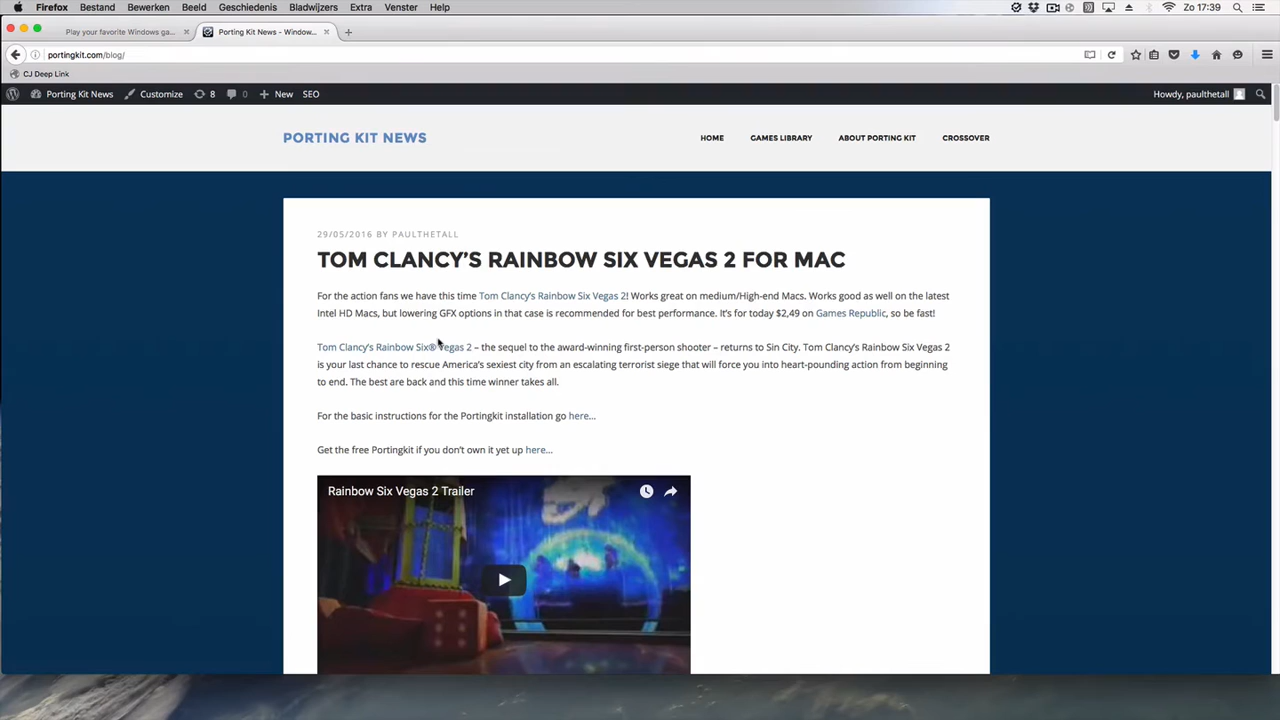 Firefox Bestand Bewerken Beeld Geschiedenis Bladwijzers Extra Venster Help Zo 17:39
Play your favorite Windows ga... Porting Kit News - Window...
portingkit.com/blog/
CJ Deep Link
Porting Kit News Customize 8 0 New SEO Howdy, paulthetall
PORTING KIT NEWS HOME GAMES LIBRARY ABOUT PORTING KIT CROSSOVER
29/05/2016 BY PAULTHETALL
TOM CLANCY'S RAINBOW SIX VEGAS 2 FOR MAC
For the action fans we have this time Tom Clancy's Rainbow Six Vegas 2! Works great on medium/High-end Macs. Works good as well on the latest
Intel HD Macs, but lowering GFX options in that case is recommended for best performance. It's for today $2,49 on Games Republic, so be fast!
Tom Clancy's Rainbow Six® Vegas 2 – the sequel to the award-winning first-person shooter – returns to Sin City. Tom Clancy's Rainbow Six Vegas 2
is your last chance to rescue America's sexiest city from an escalating terrorist siege that will force you into heart-pounding action from beginning
to end. The best are back and this time winner takes all.
For the basic instructions for the Portingkit installation go here...
Get the free Portingkit if you don't own it yet up here...
Rainbow Six Vegas 2 Trailer